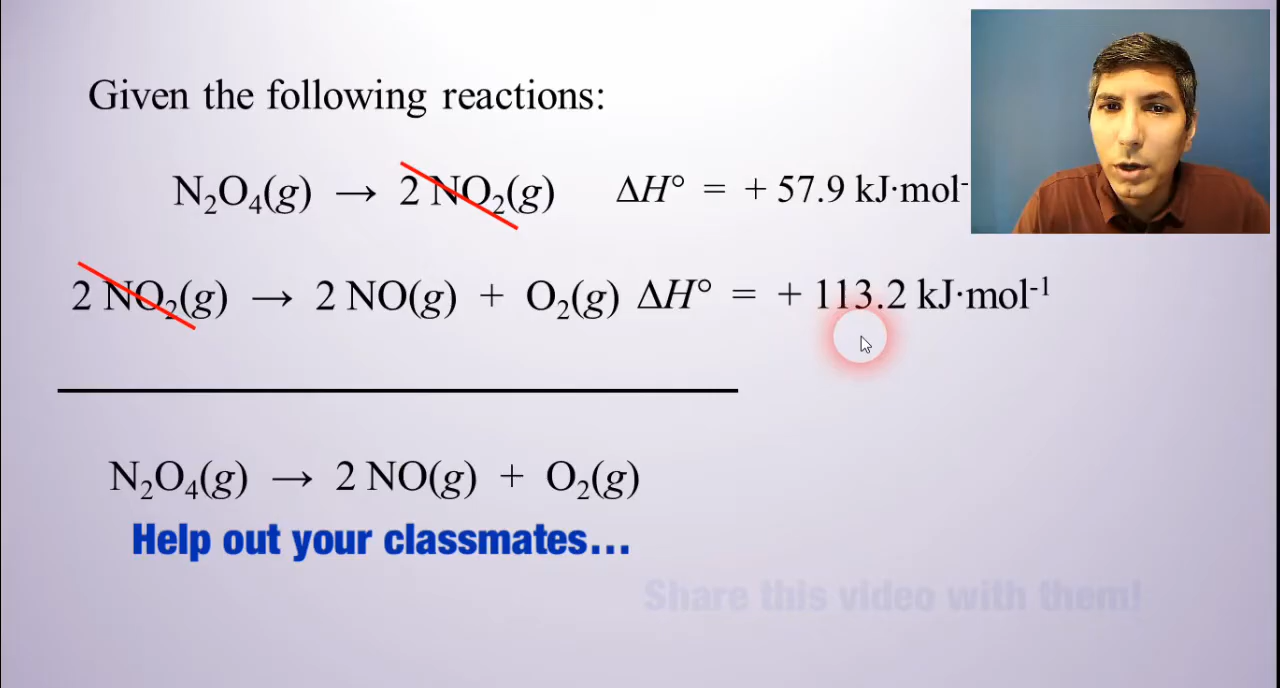 Given the following reactions:
N₂O₄(g) → 2 NO₂(g) ΔH° = + 57.9 kJ·mol⁻
2 NO₂(g) → 2 NO(g) + O₂(g) ΔH° = + 113.2 kJ·mol⁻¹
N₂O₄(g) → 2 NO(g) + O₂(g)
Help out your classmates...
Share this video with them!